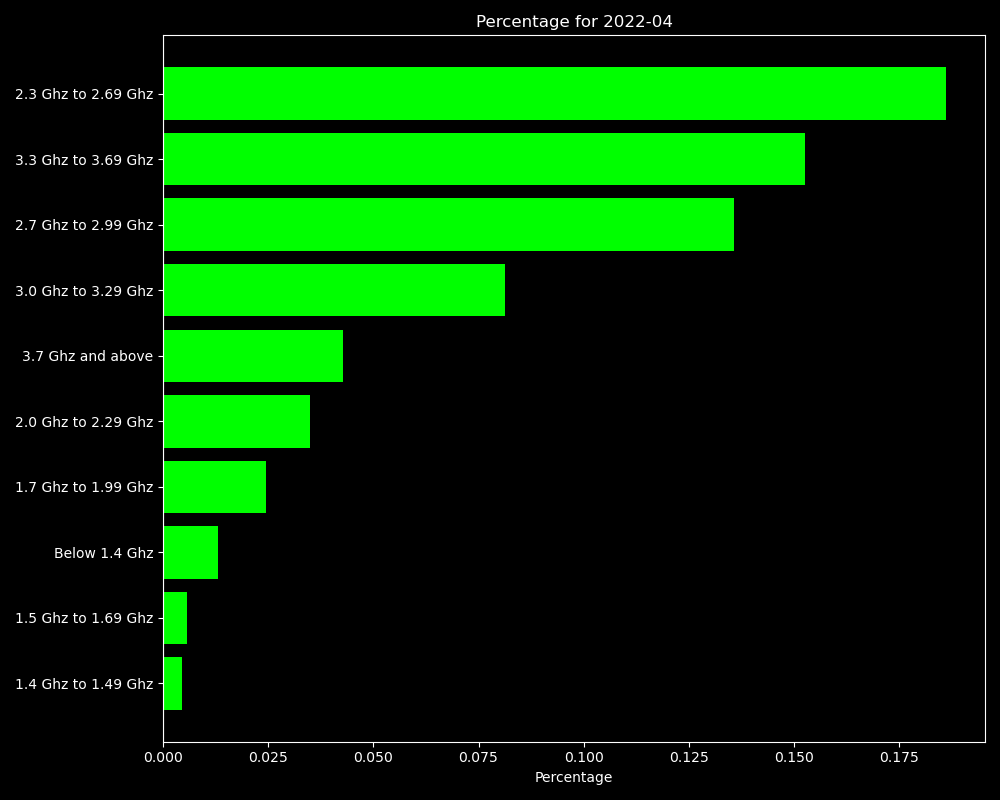 Percentage for 2022-04
2.3 Ghz to 2.69 Ghz
3.3 Ghz to 3.69 Ghz
2.7 Ghz to 2.99 Ghz
3.0 Ghz to 3.29 Ghz
3.7 Ghz and above
2.0 Ghz to 2.29 Ghz
1.7 Ghz to 1.99 Ghz
Below 1.4 Ghz
1.5 Ghz to 1.69 Ghz
1.4 Ghz to 1.49 Ghz
0.000 0.025 0.050 0.075 0.100 0.125 0.150 0.175
Percentage